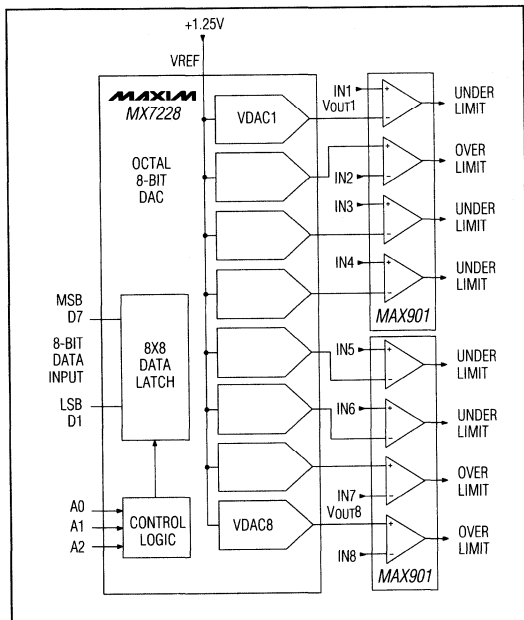 +1.25V
VREF
MAXIM
MX7228
OCTAL
8-BIT
DAC
MSB
D7
8-BIT
DATA
INPUT
LSB
D1
8X8
DATA
LATCH
A0
A1
A2
CONTROL
LOGIC
VDAC1
VDAC8
IN1
VOUT1
+
−
UNDER
LIMIT
+
−
IN2
OVER
LIMIT
IN3
+
−
UNDER
LIMIT
IN4
+
−
UNDER
LIMIT
MAX901
IN5
+
−
UNDER
LIMIT
IN6
+
−
UNDER
LIMIT
+
−
IN7
OVER
LIMIT
VOUT8
+
−
IN8
OVER
LIMIT
MAX901